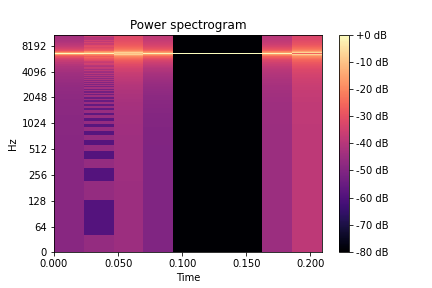 Power spectrogram
8192
4096
2048
1024
512
256
128
64
0
Hz
0.000 0.050 0.100 0.150 0.200
Time
+0 dB
-10 dB
-20 dB
-30 dB
-40 dB
-50 dB
-60 dB
-70 dB
-80 dB